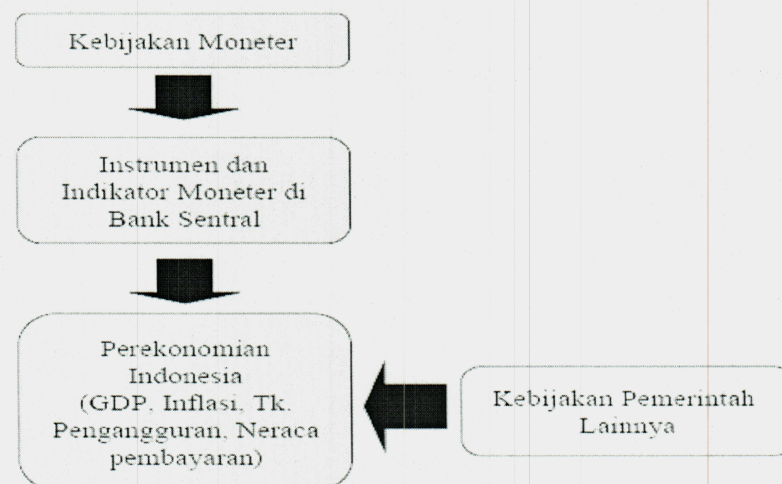 Kebijakan Moneter
Instrumen dan
Indikator Moneter di
Bank Sentral
Perekonomian
Indonesia
(GDP, Inflasi, Tk.
Pengangguran, Neraca
pembayaran)
Kebijakan Pemerintah
Lainnya